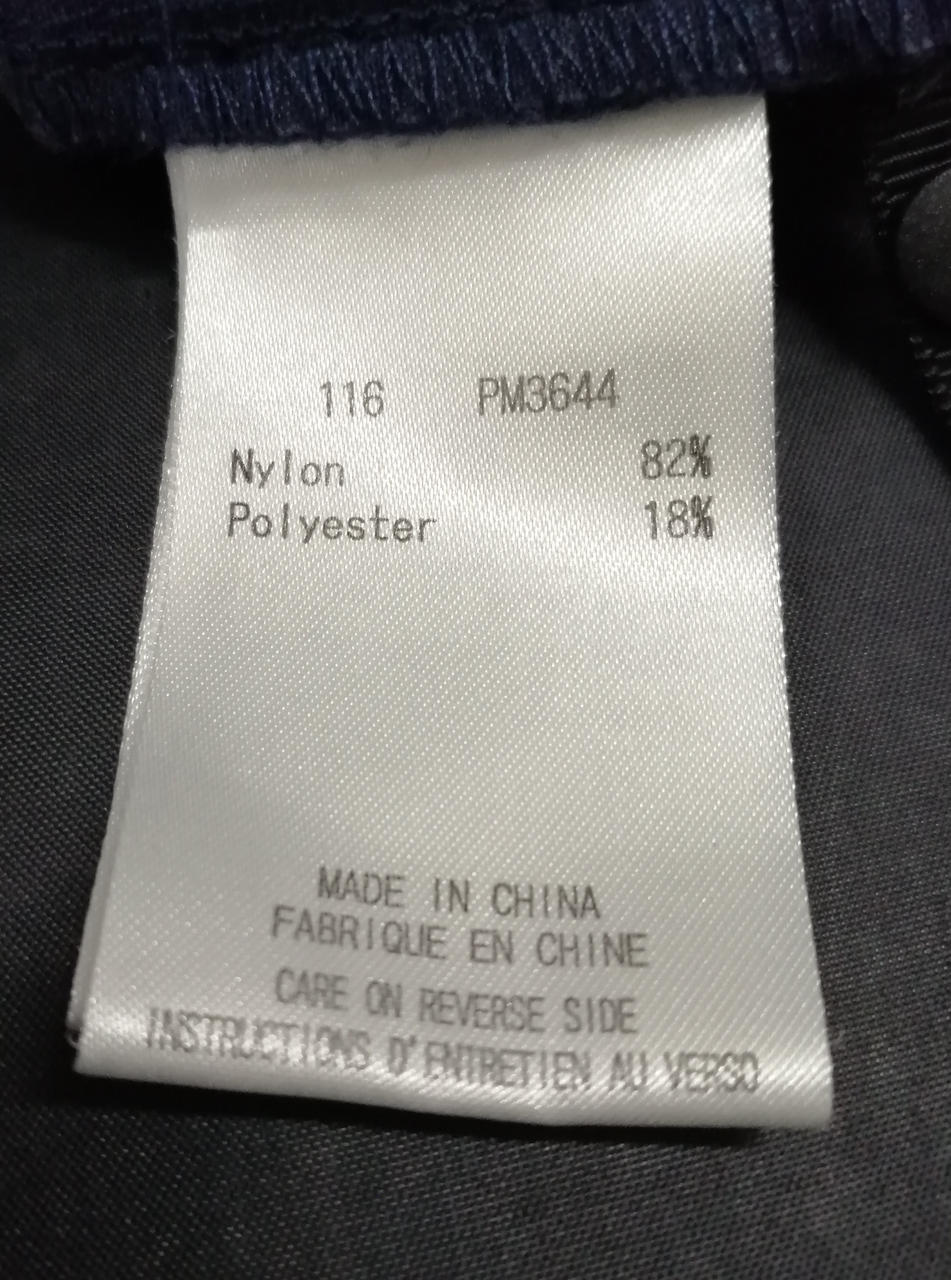 116 PM3644
Nylon 82%
Polyester 18%
MADE IN CHINA
FABRIQUE EN CHINE
CARE ON REVERSE SIDE
INSTRUCTIONS D'ENTRETIEN AU VERSO